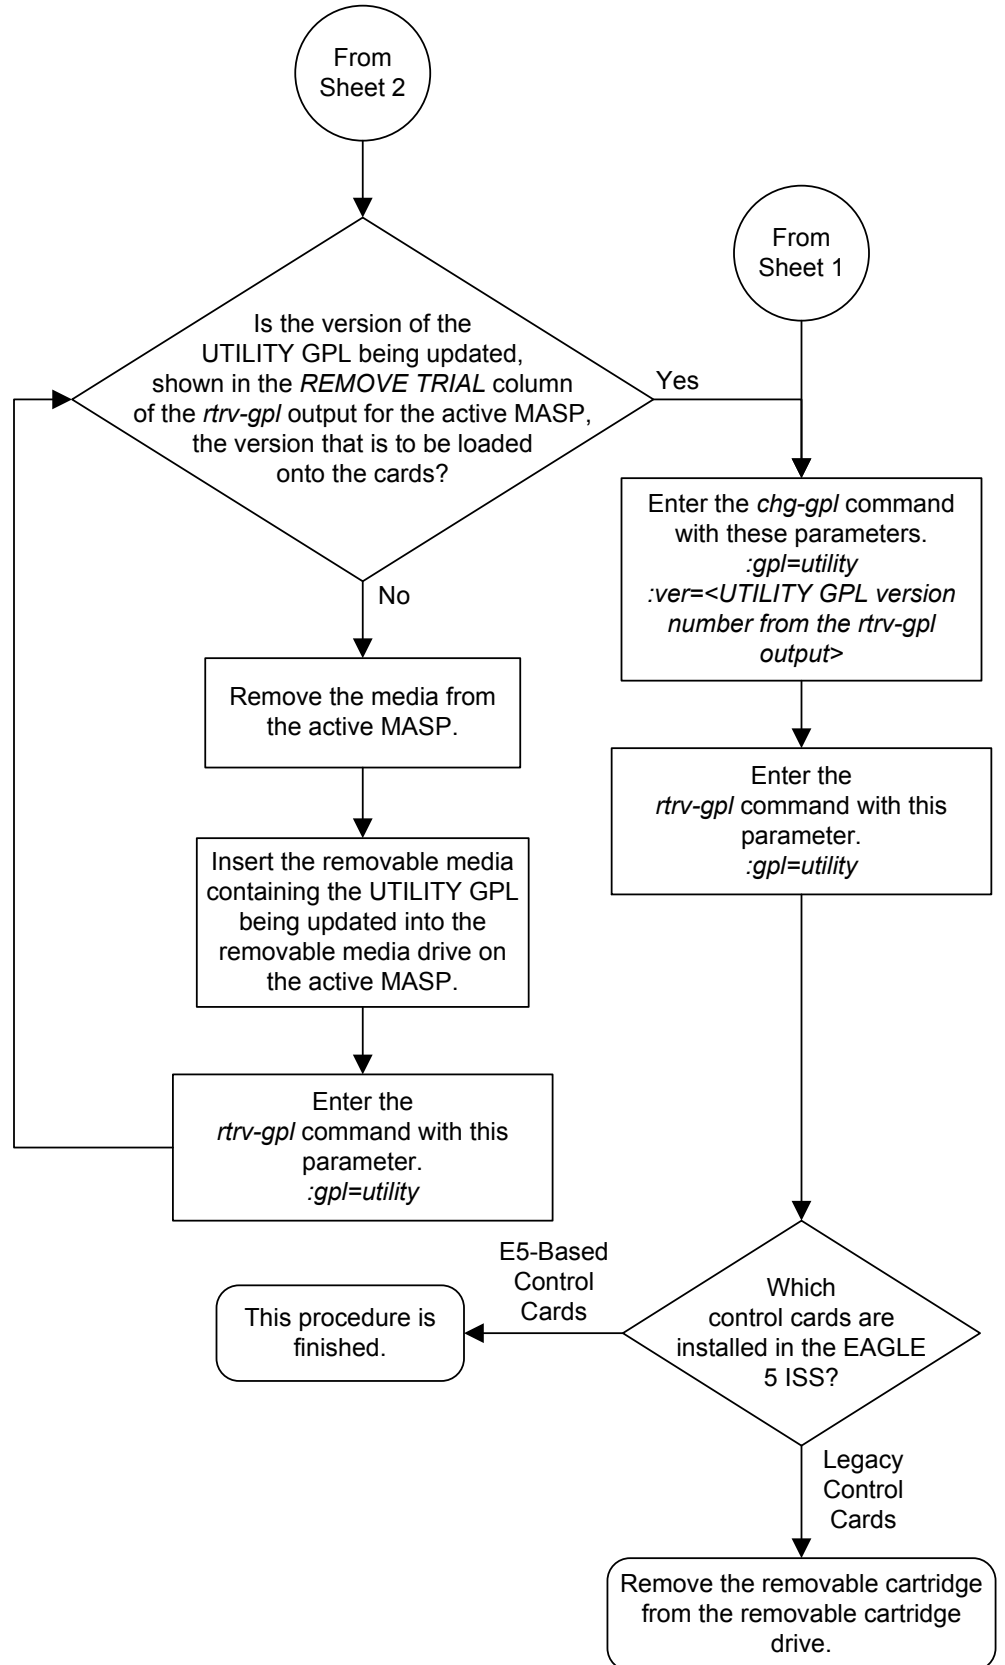 From
Sheet 2
From
Sheet 1
Is the version of the
UTILITY GPL being updated,
shown in the REMOVE TRIAL column
of the rtrv-gpl output for the active MASP,
the version that is to be loaded
onto the cards?
Yes
No
Enter the chg-gpl command
with these parameters.
:gpl=utility
:ver=<UTILITY GPL version
number from the rtrv-gpl
output>
Remove the media from
the active MASP.
Enter the
rtrv-gpl command with this
parameter.
:gpl=utility
Insert the removable media
containing the UTILITY GPL
being updated into the
removable media drive on
the active MASP.
Enter the
rtrv-gpl command with this
parameter.
:gpl=utility
Which
control cards are
installed in the EAGLE
5 ISS?
E5-Based
Control
Cards
This procedure is
finished.
Legacy
Control
Cards
Remove the removable cartridge
from the removable cartridge
drive.